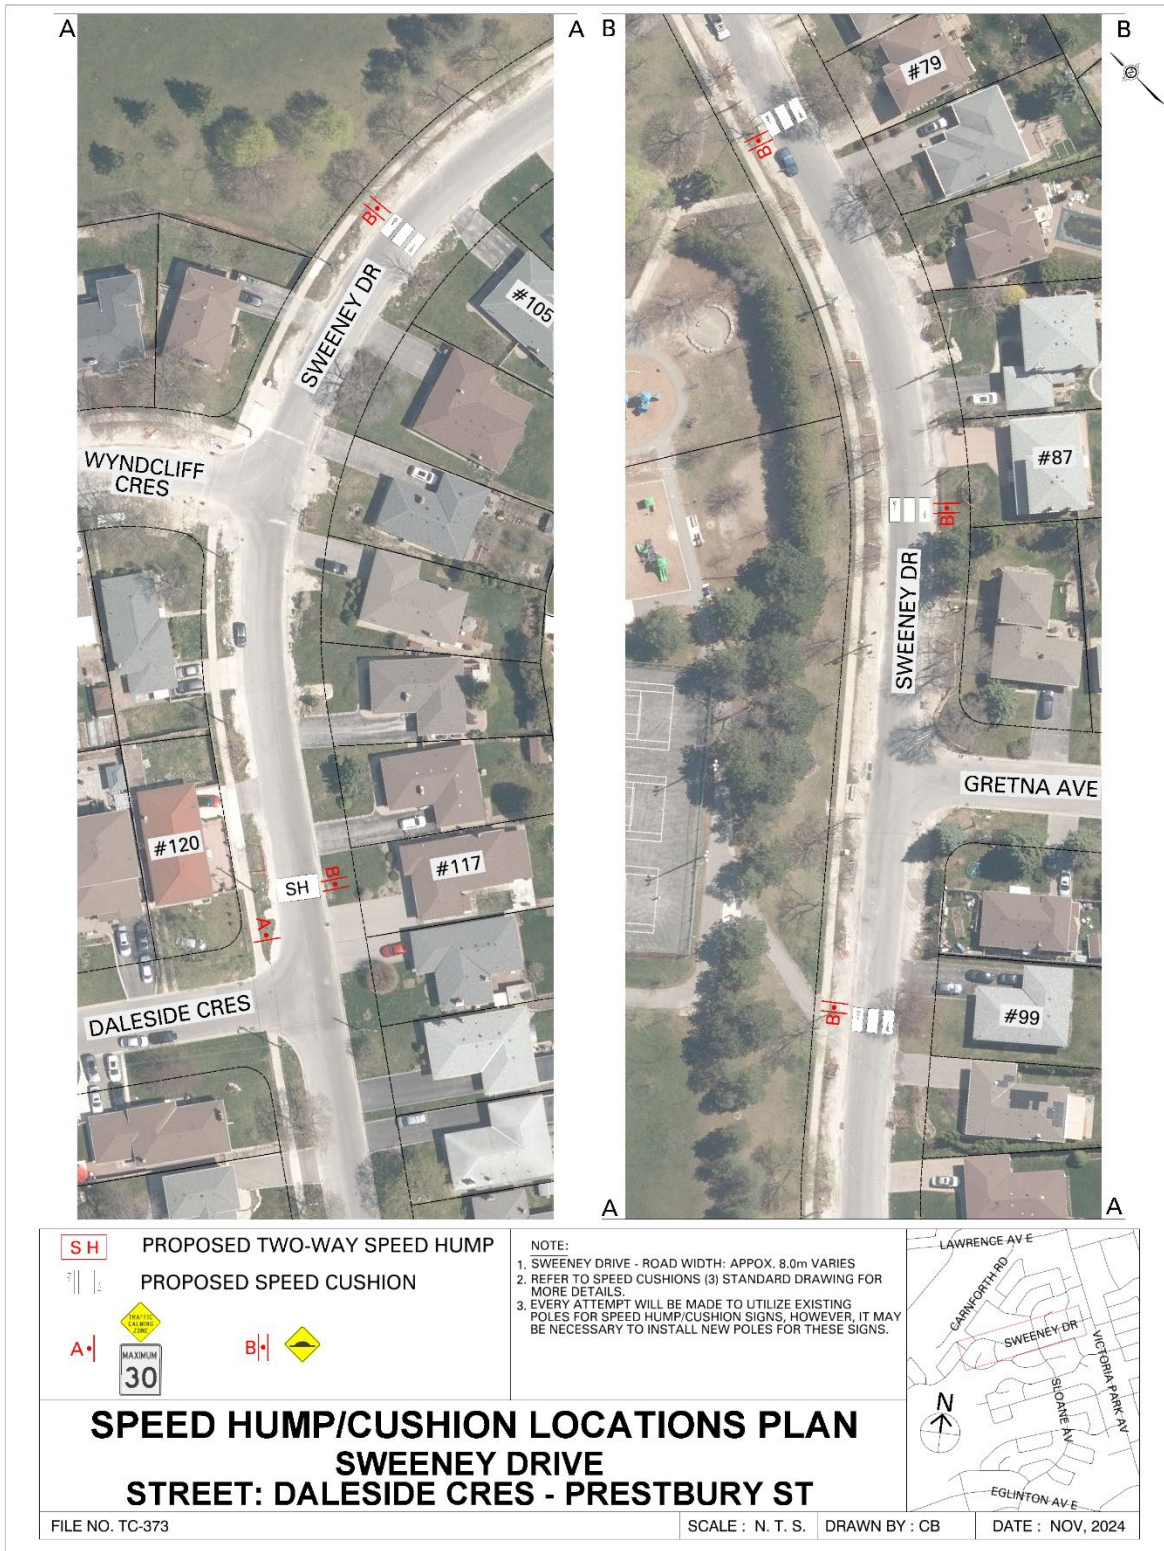 A
A
B
B
#79
B
B
SWEENEY DR
#105
WYNDCLIFF
CRES
#87
B
SWEENEY DR
GRETNA AVE
#120
#117
B
SH
A
DALESIDE CRES
#99
B
A
A
SH
PROPOSED TWO-WAY SPEED HUMP
PROPOSED SPEED CUSHION
TRAFFIC
CALMING
ZONE
A
MAXIMUM
30
B
NOTE:
1. SWEENEY DRIVE - ROAD WIDTH: APPOX. 8.0m VARIES
2. REFER TO SPEED CUSHIONS (3) STANDARD DRAWING FOR
MORE DETAILS.
3. EVERY ATTEMPT WILL BE MADE TO UTILIZE EXISTING
POLES FOR SPEED HUMP/CUSHION SIGNS, HOWEVER, IT MAY
BE NECESSARY TO INSTALL NEW POLES FOR THESE SIGNS.
LAWRENCE AV E
CARNFORTH RD
SWEENEY DR
VICTORIA PARK AV
SLOANE AV
N
EGLINTON AV E
SPEED HUMP/CUSHION LOCATIONS PLAN
SWEENEY DRIVE
STREET: DALESIDE CRES - PRESTBURY ST
FILE NO. TC-373
SCALE : N. T. S.
DRAWN BY : CB
DATE : NOV, 2024